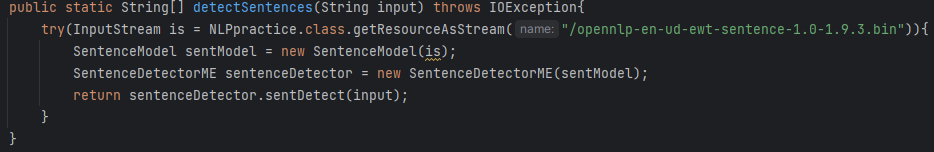 public static String[] detectSentences(String input) throws IOException{
    try(InputStream is = NLPpractice.class.getResourceAsStream( name: "/opennlp-en-ud-ewt-sentence-1.0-1.9.3.bin")){
        SentenceModel sentModel = new SentenceModel(is);
        SentenceDetectorME sentenceDetector = new SentenceDetectorME(sentModel);
        return sentenceDetector.sentDetect(input);
    }
}